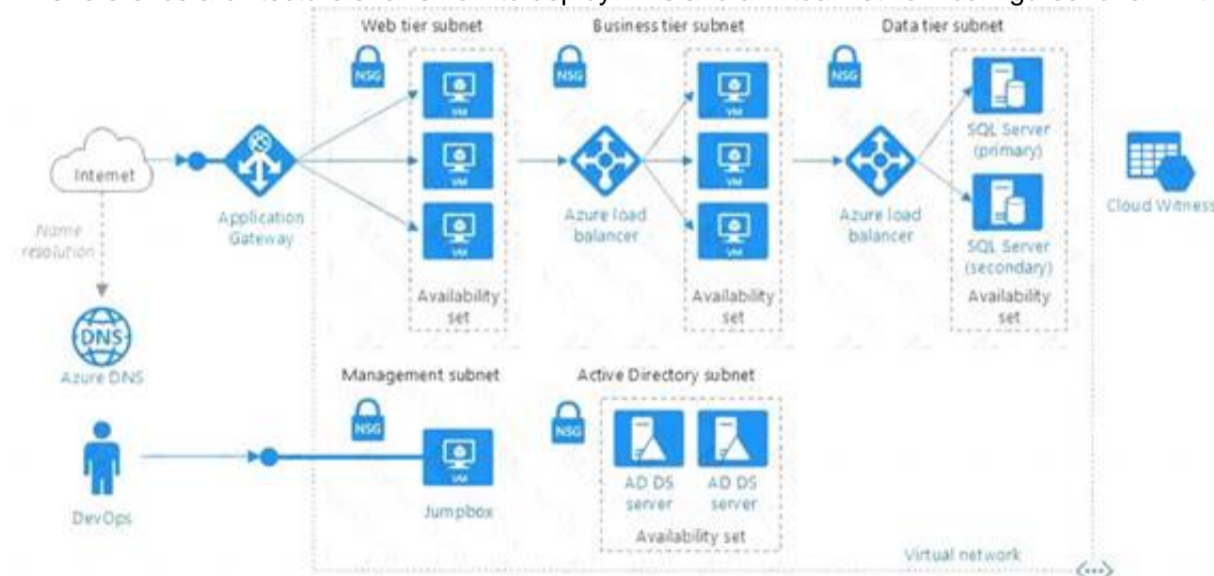 Web tier subnet
Business tier subnet
Data tier subnet
NSG
NSG
NSG
VM
VM
SQL Server
(primary)
Internet
VM
VM
Application
Gateway
Azure load
balancer
Azure load
balancer
Cloud Witness
Name
resolution
VM
VM
SQL Server
(secondary)
Availability
set
Availability
set
Availability
set
DNS
Azure DNS
Management subnet
Active Directory subnet
NSG
NSG
VM
AD DS
server
AD DS
server
DevOps
Jumpbox
Availability set
Virtual network